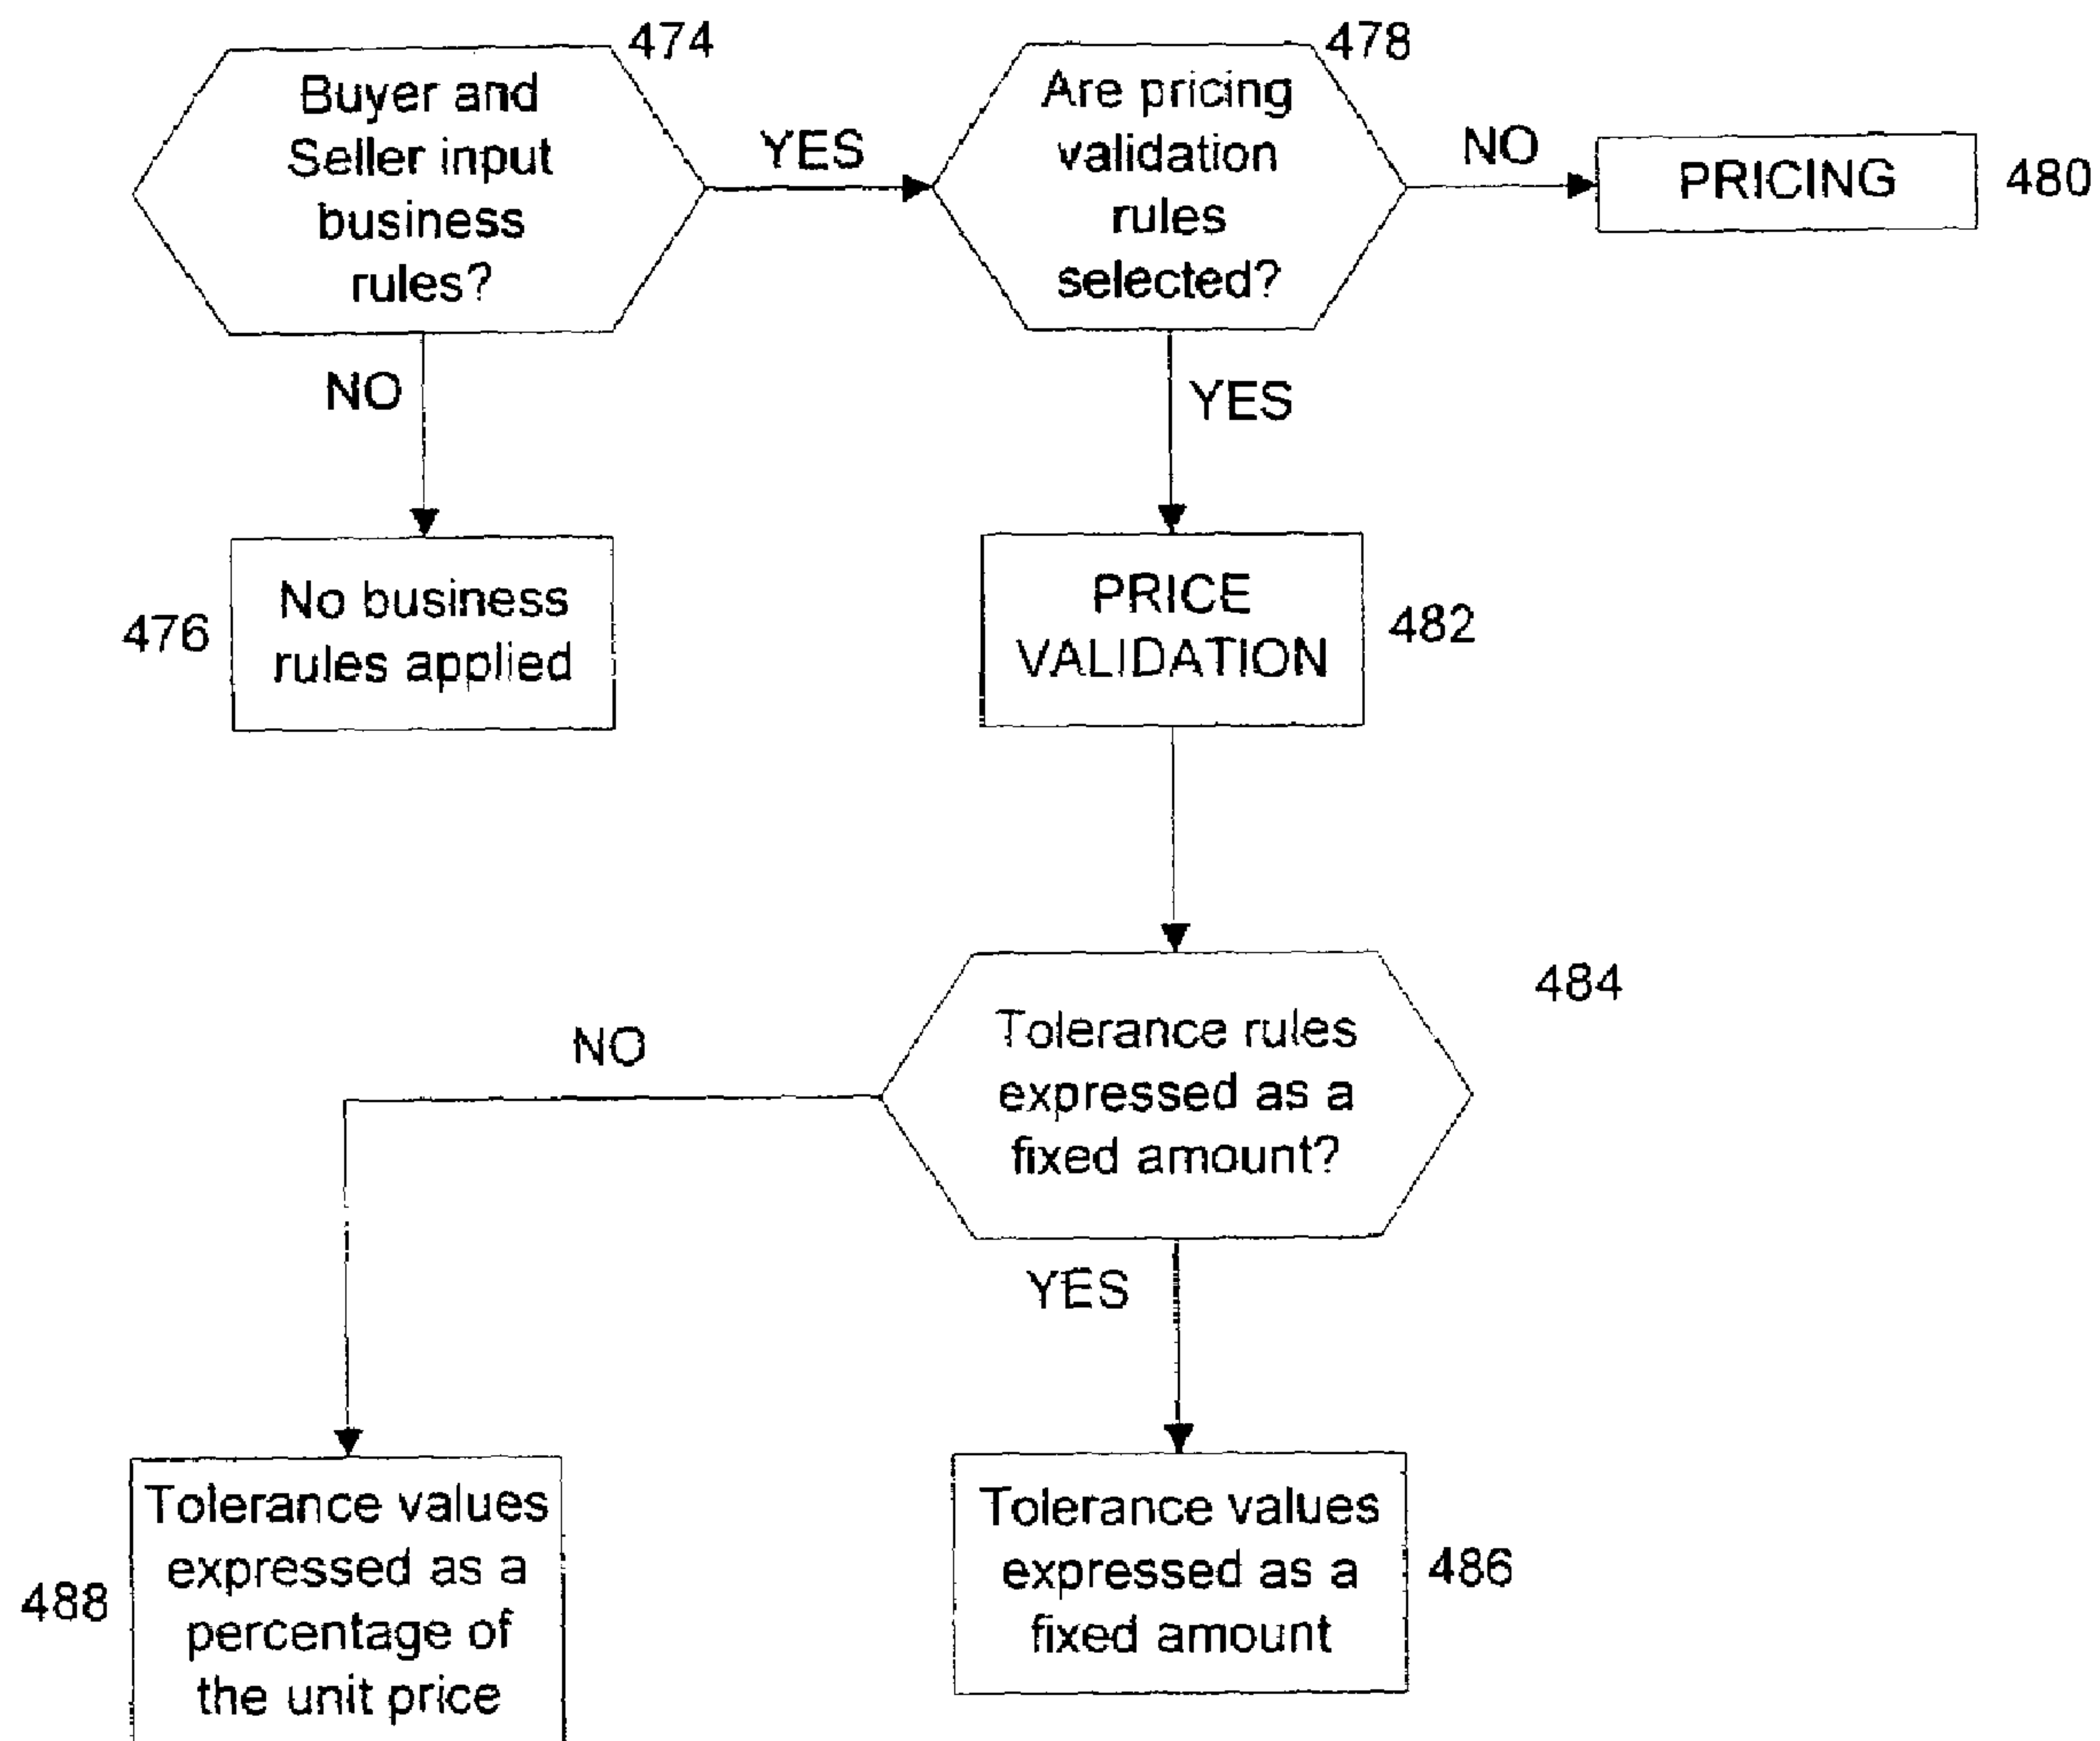 474
Buyer and
Seller input
business
rules?
YES
478
Are pricing
validation
rules
selected?
NO
PRICING
480
NO
YES
476
No business
rules applied
PRICE
VALIDATION
482
484
Tolerance rules
expressed as a
fixed amount?
NO
YES
488
Tolerance values
expressed as a
percentage of
the unit price
Tolerance values
expressed as a
fixed amount
486